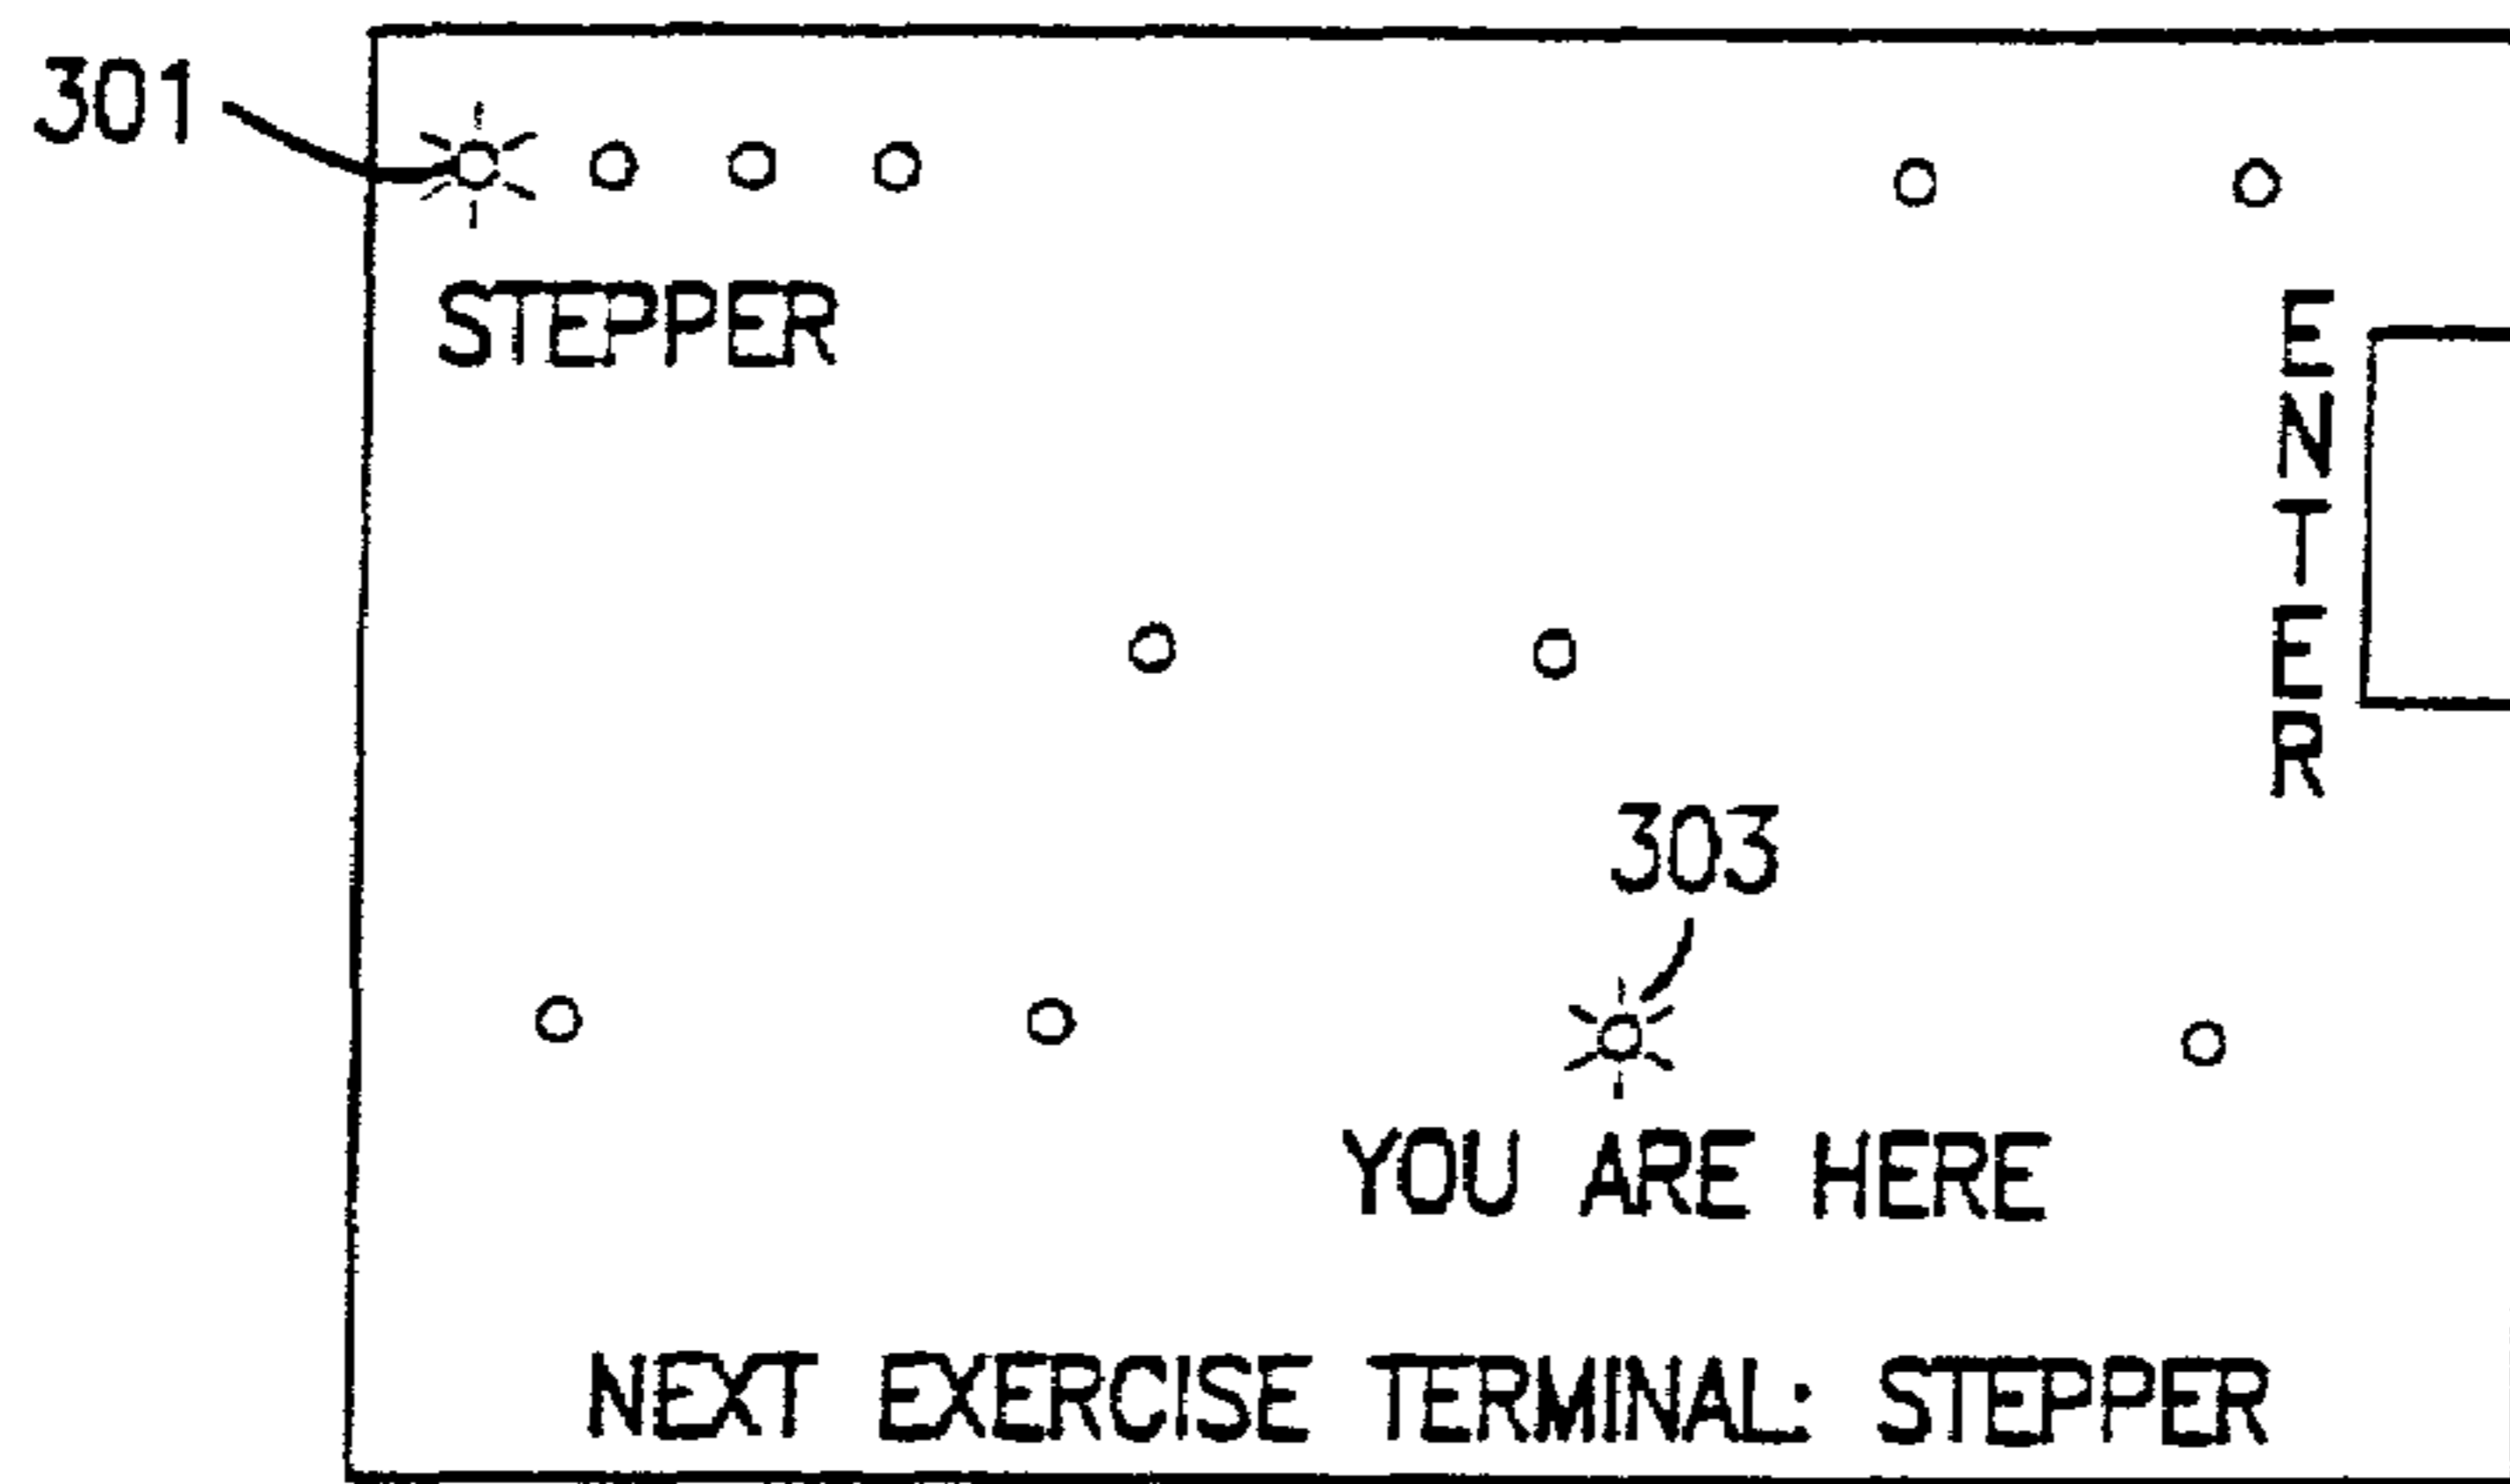 301
STEPPER
ENTER
303
YOU ARE HERE
NEXT EXERCISE TERMINAL: STEPPER